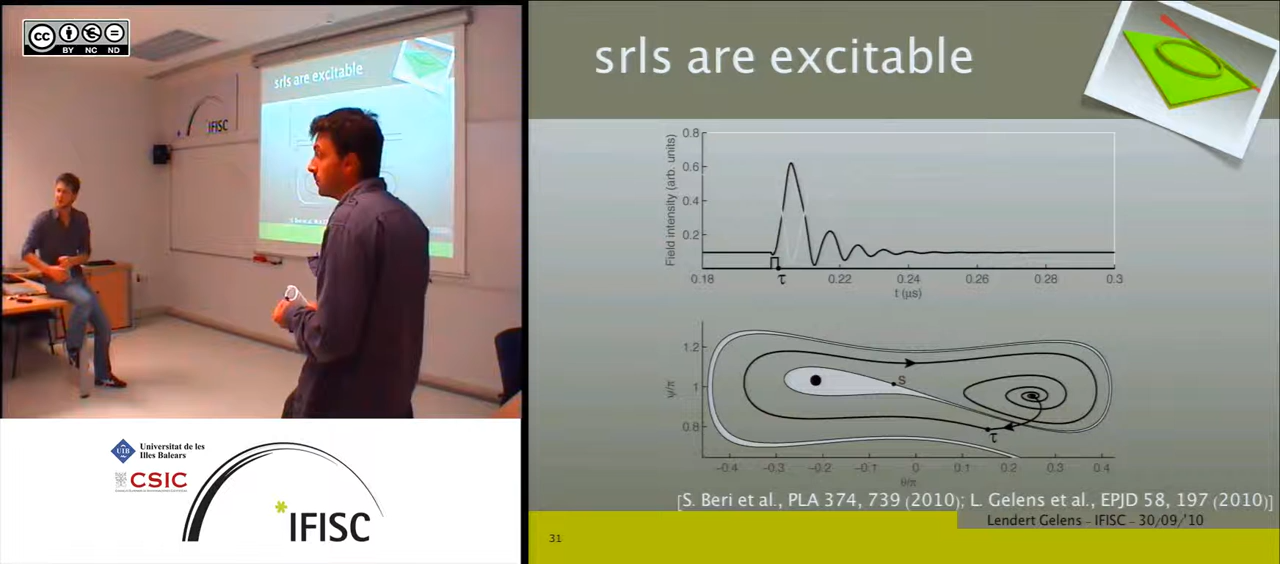 cc
BY NC ND
srls are excitable
IFISC
Universitat de les
Illes Balears
UIB
CSIC
*IFISC
srls are excitable
Field intensity (arb. units)
0.8
0.6
0.4
0.2
0.18
τ
0.22
0.24
0.26
0.28
0.3
t (μs)
ψ/π
1.2
1
0.8
S
τ
−0.4
−0.3
−0.2
−0.1
0
0.1
0.2
0.3
0.4
θ/π
[S. Beri et al., PLA 374, 739 (2010); L. Gelens et al., EPJD 58, 197 (2010)]
Lendert Gelens - IFISC - 30/09/'10
31